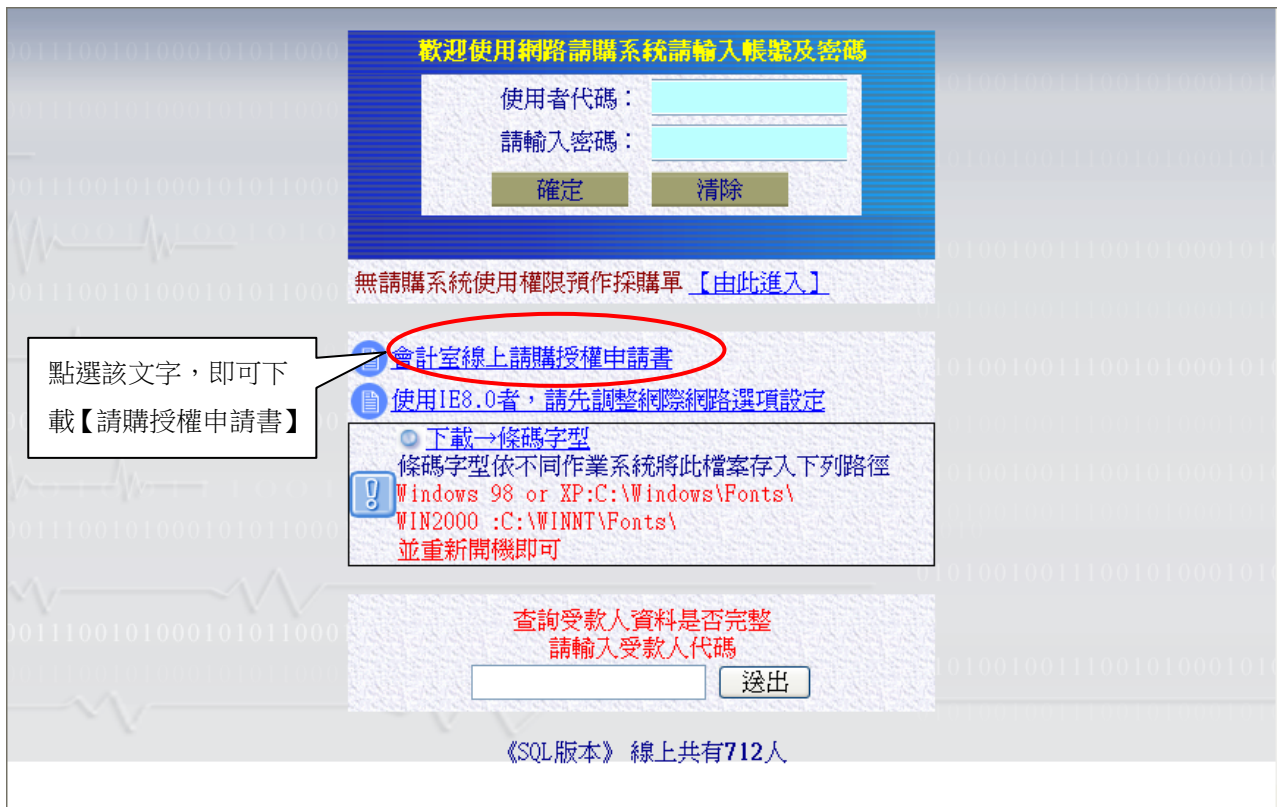 歡迎使用網路請購系統請輸入帳號及密碼
使用者代碼：
請輸入密碼：
確定 清除
無請購系統使用權限預作採購單 【由此進入】
點選該文字，即可下
載【請購授權申請書】
會計室線上請購授權申請書
使用IE8.0者，請先調整網際網路選項設定
下載→條碼字型
條碼字型依不同作業系統將此檔案存入下列路徑
Windows 98 or XP:C:\Windows\Fonts\
WIN2000 :C:\WINNT\Fonts\
並重新開機即可
查詢受款人資料是否完整
請輸入受款人代碼
送出
《SQL版本》 線上共有712人